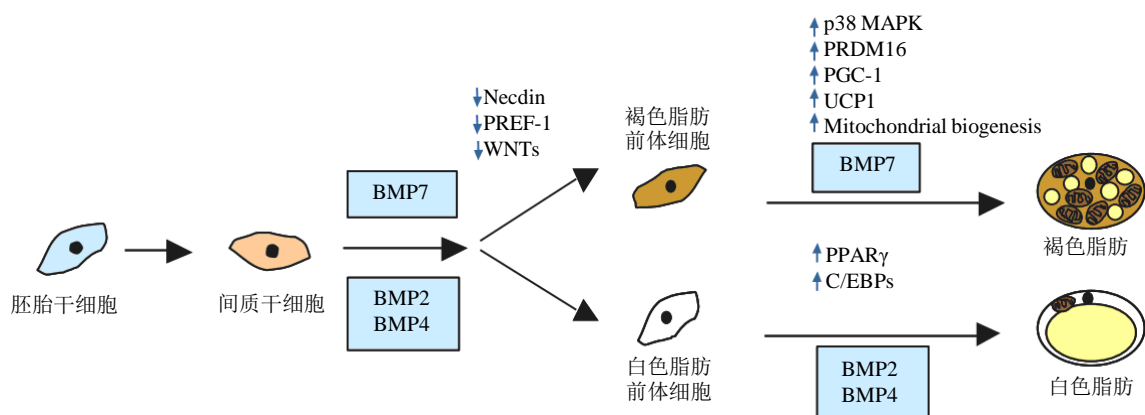 p38 MAPK
PRDM16
PGC-1
UCP1
Mitochondrial biogenesis
Necdin
PREF-1
WNTs
褐色脂肪
前体细胞
BMP7
BMP7
胚胎干细胞
间质干细胞
BMP2
BMP4
PPARγ
C/EBPs
褐色脂肪
白色脂肪
前体细胞
BMP2
BMP4
白色脂肪